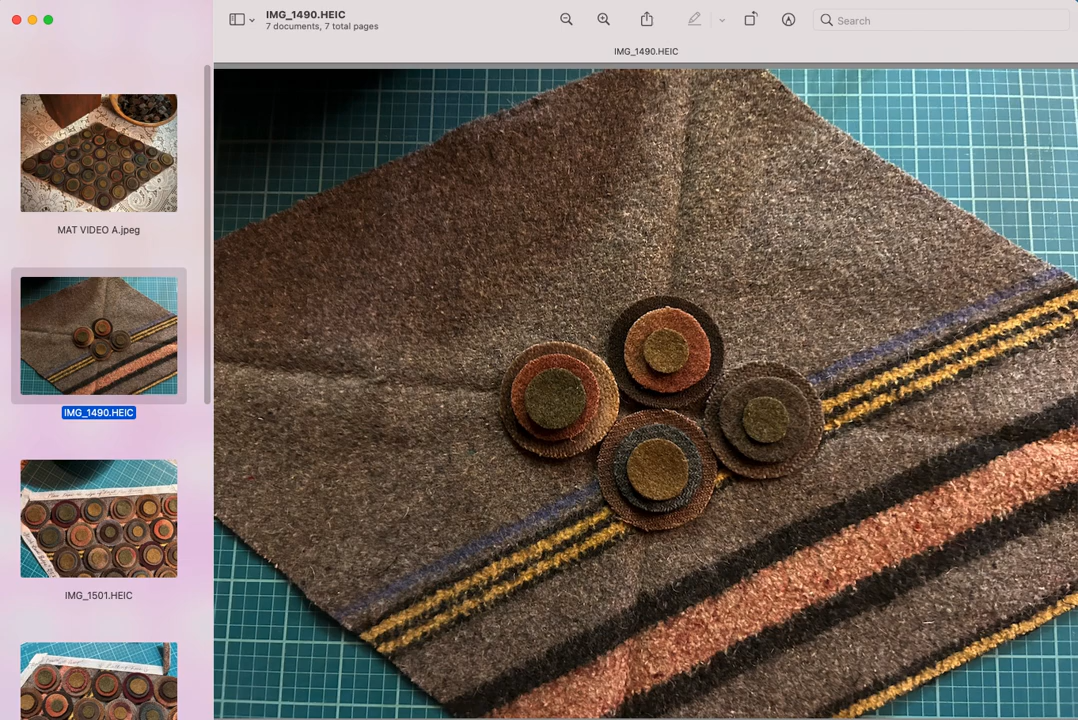 IMG_1490.HEIC
7 documents, 7 total pages
Search
IMG_1490.HEIC
MAT VIDEO A.jpeg
IMG_1490.HEIC
IMG_1501.HEIC